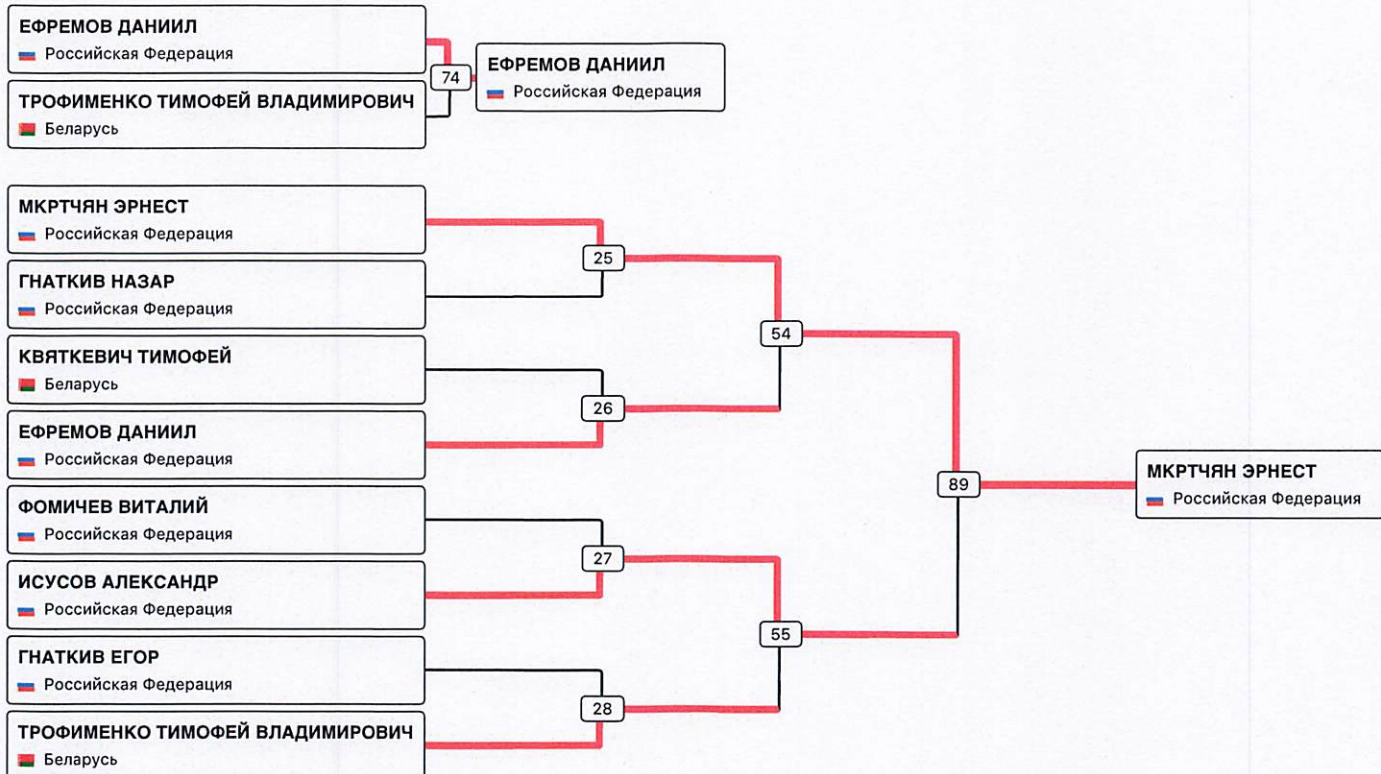 ЕФРЕМОВ ДАНИИЛ
Российская Федерация
ТРОФИМЕНКО ТИМОФЕЙ ВЛАДИМИРОВИЧ
Беларусь
74
ЕФРЕМОВ ДАНИИЛ
Российская Федерация
МКРТЧЯН ЭРНЕСТ
Российская Федерация
ГНАТКИВ НАЗАР
Российская Федерация
25
КВЯТКЕВИЧ ТИМОФЕЙ
Беларусь
ЕФРЕМОВ ДАНИИЛ
Российская Федерация
26
54
ФОМИЧЕВ ВИТАЛИЙ
Российская Федерация
ИСУСОВ АЛЕКСАНДР
Российская Федерация
27
ГНАТКИВ ЕГОР
Российская Федерация
ТРОФИМЕНКО ТИМОФЕЙ ВЛАДИМИРОВИЧ
Беларусь
28
55
89
МКРТЧЯН ЭРНЕСТ
Российская Федерация